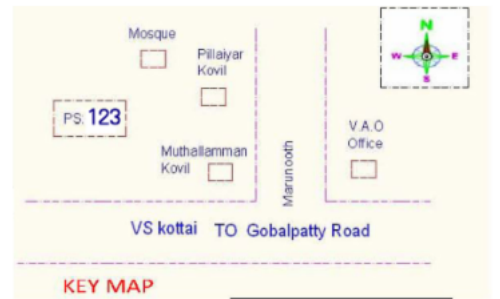 Mosque
N
Pillaiyar
Kovil
W
E
S
PS. 123
V.A.O
Office
Muthallamman
Kovil
Marunooth
VS kottai TO Gobalpatty Road
KEY MAP